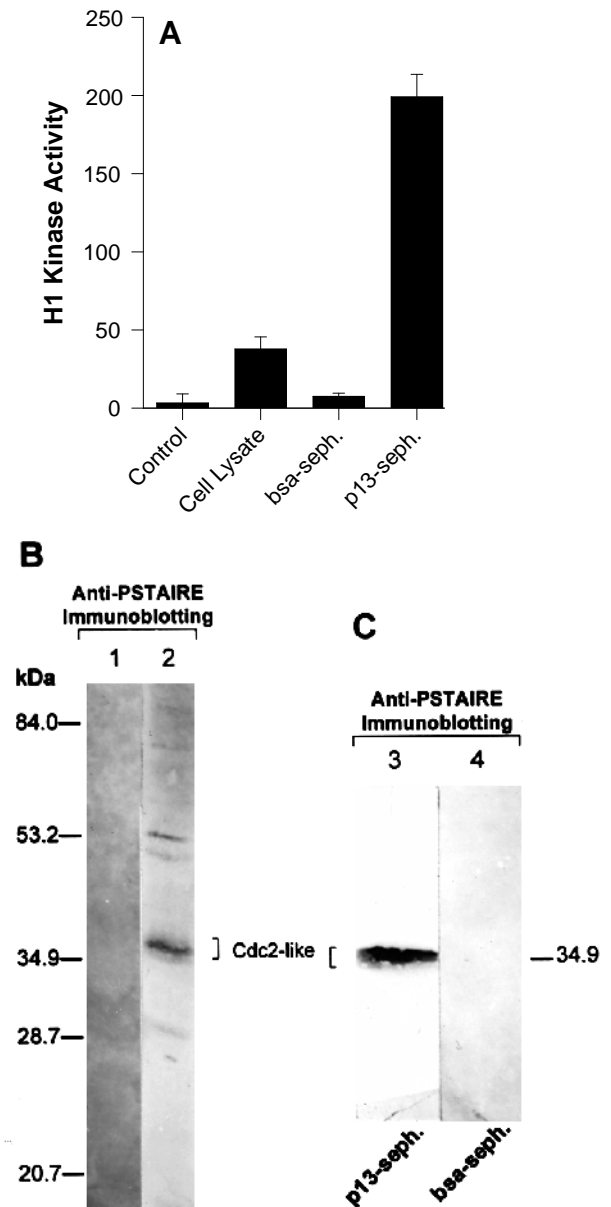 A
H1 Kinase Activity
250
200
150
100
50
0
Control
Cell Lysate
bsa-seph.
p13-seph.
B
Anti-PSTAIRE
Immunoblotting
1 2
kDa
84.0
53.2
34.9
28.7
20.7
Cdc2-like
C
Anti-PSTAIRE
Immunoblotting
3 4
34.9
p13-seph.
bsa-seph.